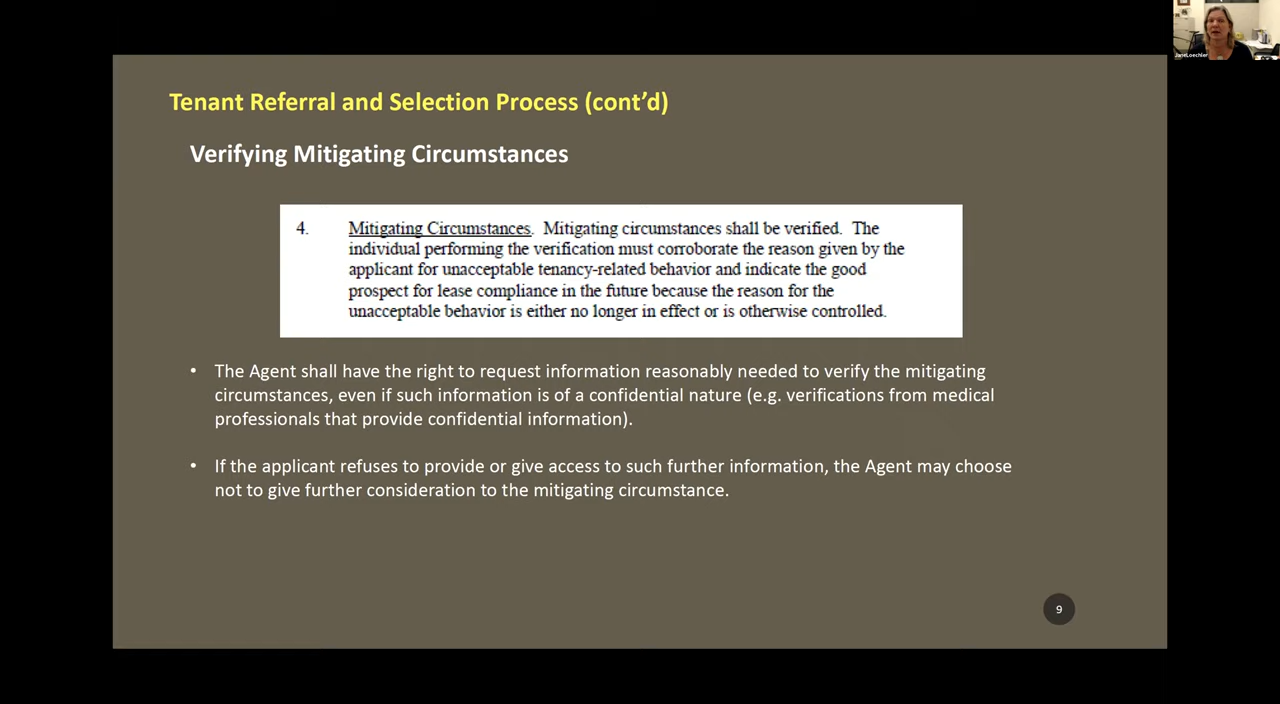 JaneLoechler
Tenant Referral and Selection Process (cont'd)
Verifying Mitigating Circumstances
4. Mitigating Circumstances. Mitigating circumstances shall be verified. The
individual performing the verification must corroborate the reason given by the
applicant for unacceptable tenancy-related behavior and indicate the good
prospect for lease compliance in the future because the reason for the
unacceptable behavior is either no longer in effect or is otherwise controlled.
• The Agent shall have the right to request information reasonably needed to verify the mitigating
circumstances, even if such information is of a confidential nature (e.g. verifications from medical
professionals that provide confidential information).
• If the applicant refuses to provide or give access to such further information, the Agent may choose
not to give further consideration to the mitigating circumstance.
9